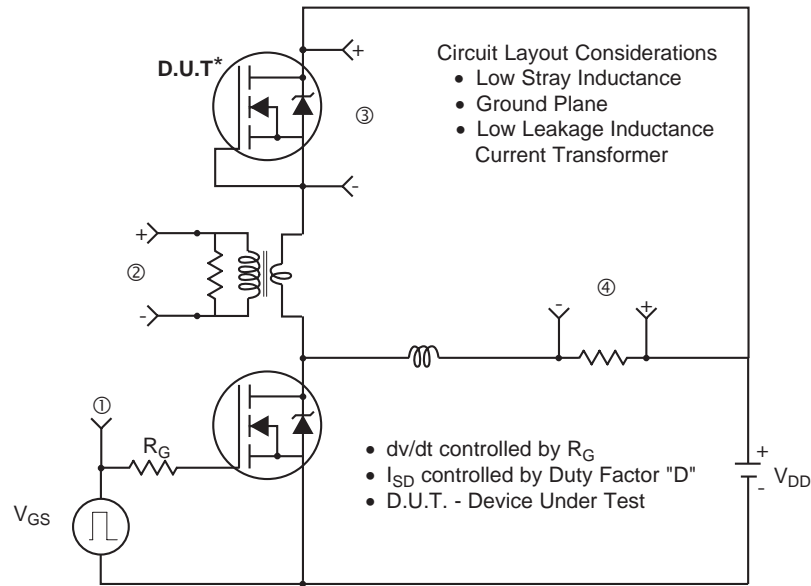 D.U.T*
+
③
-
Circuit Layout Considerations
• Low Stray Inductance
• Ground Plane
• Low Leakage Inductance
Current Transformer
+
②
-
④
-
+
①
R_G
V_GS
• dv/dt controlled by R_G
• I_SD controlled by Duty Factor "D"
• D.U.T. - Device Under Test
+
-
V_DD